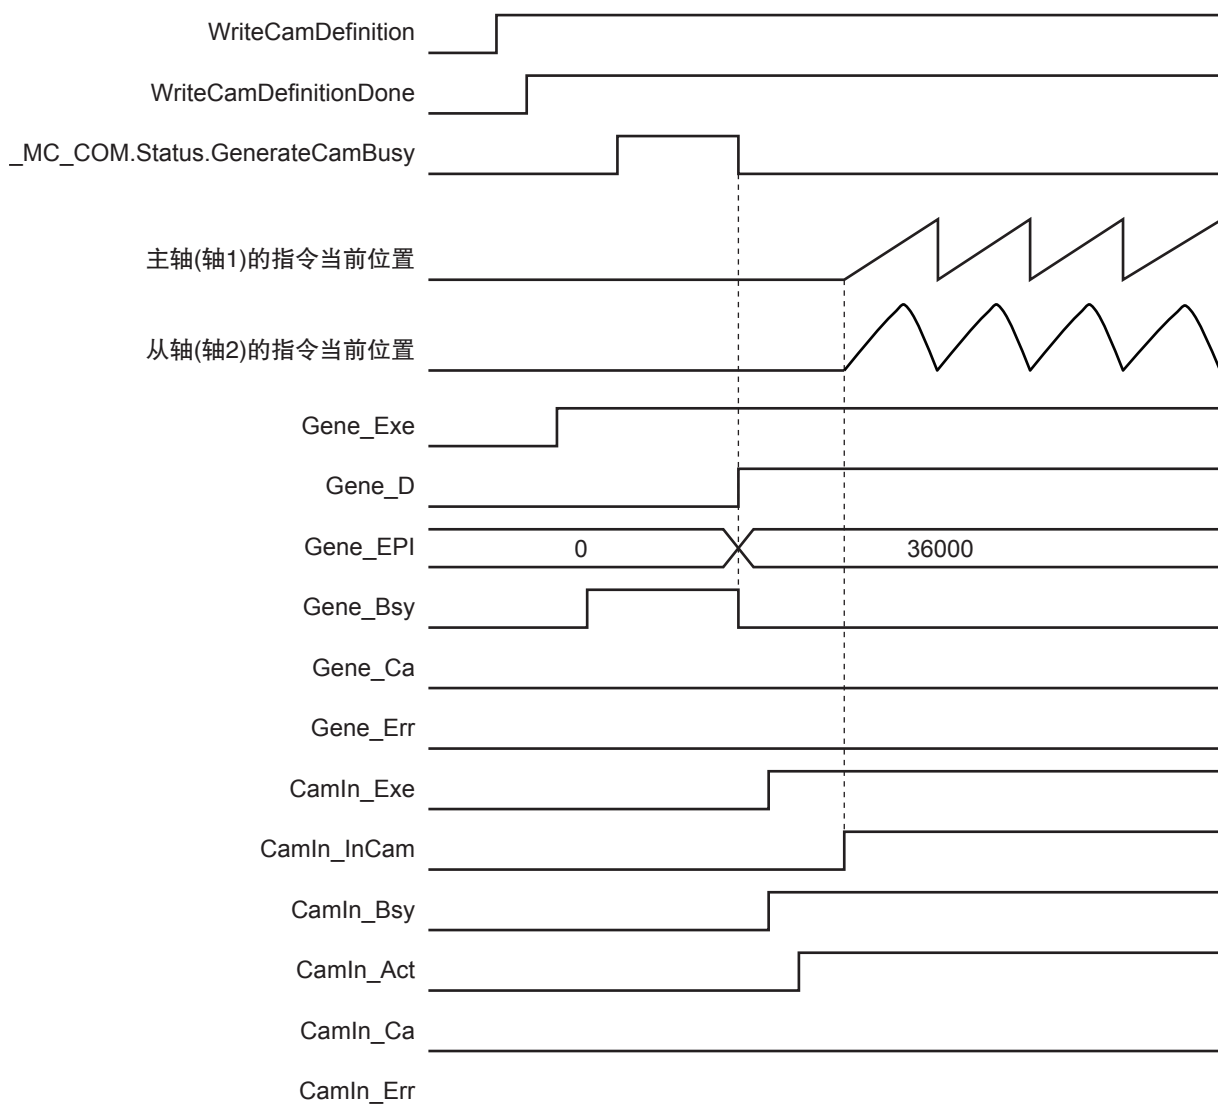 WriteCamDefinition
WriteCamDefinitionDone
_MC_COM.Status.GenerateCamBusy
主轴(轴1)的指令当前位置
从轴(轴2)的指令当前位置
Gene_Exe
Gene_D
Gene_EPI 0 36000
Gene_Bsy
Gene_Ca
Gene_Err
CamIn_Exe
CamIn_InCam
CamIn_Bsy
CamIn_Act
CamIn_Ca
CamIn_Err